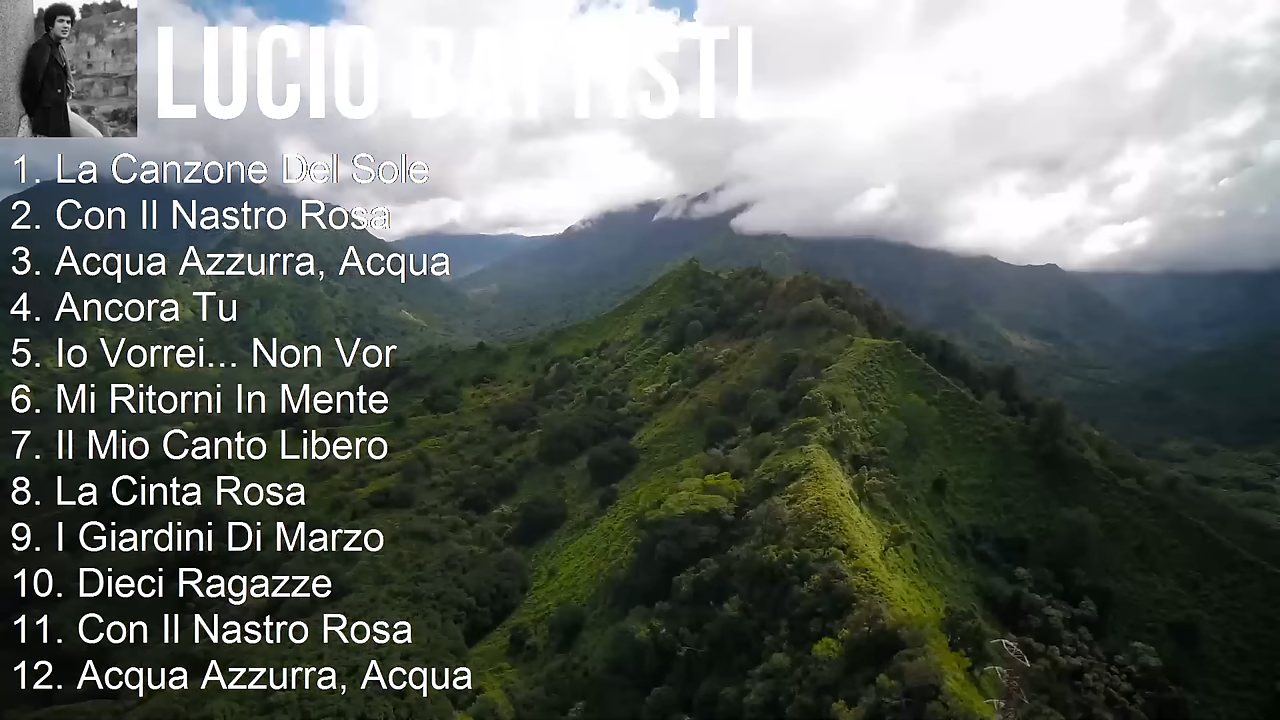 LUCIO BATTISTI
1. La Canzone Del Sole
2. Con Il Nastro Rosa
3. Acqua Azzurra, Acqua
4. Ancora Tu
5. Io Vorrei... Non Vor
6. Mi Ritorni In Mente
7. Il Mio Canto Libero
8. La Cinta Rosa
9. I Giardini Di Marzo
10. Dieci Ragazze
11. Con Il Nastro Rosa
12. Acqua Azzurra, Acqua